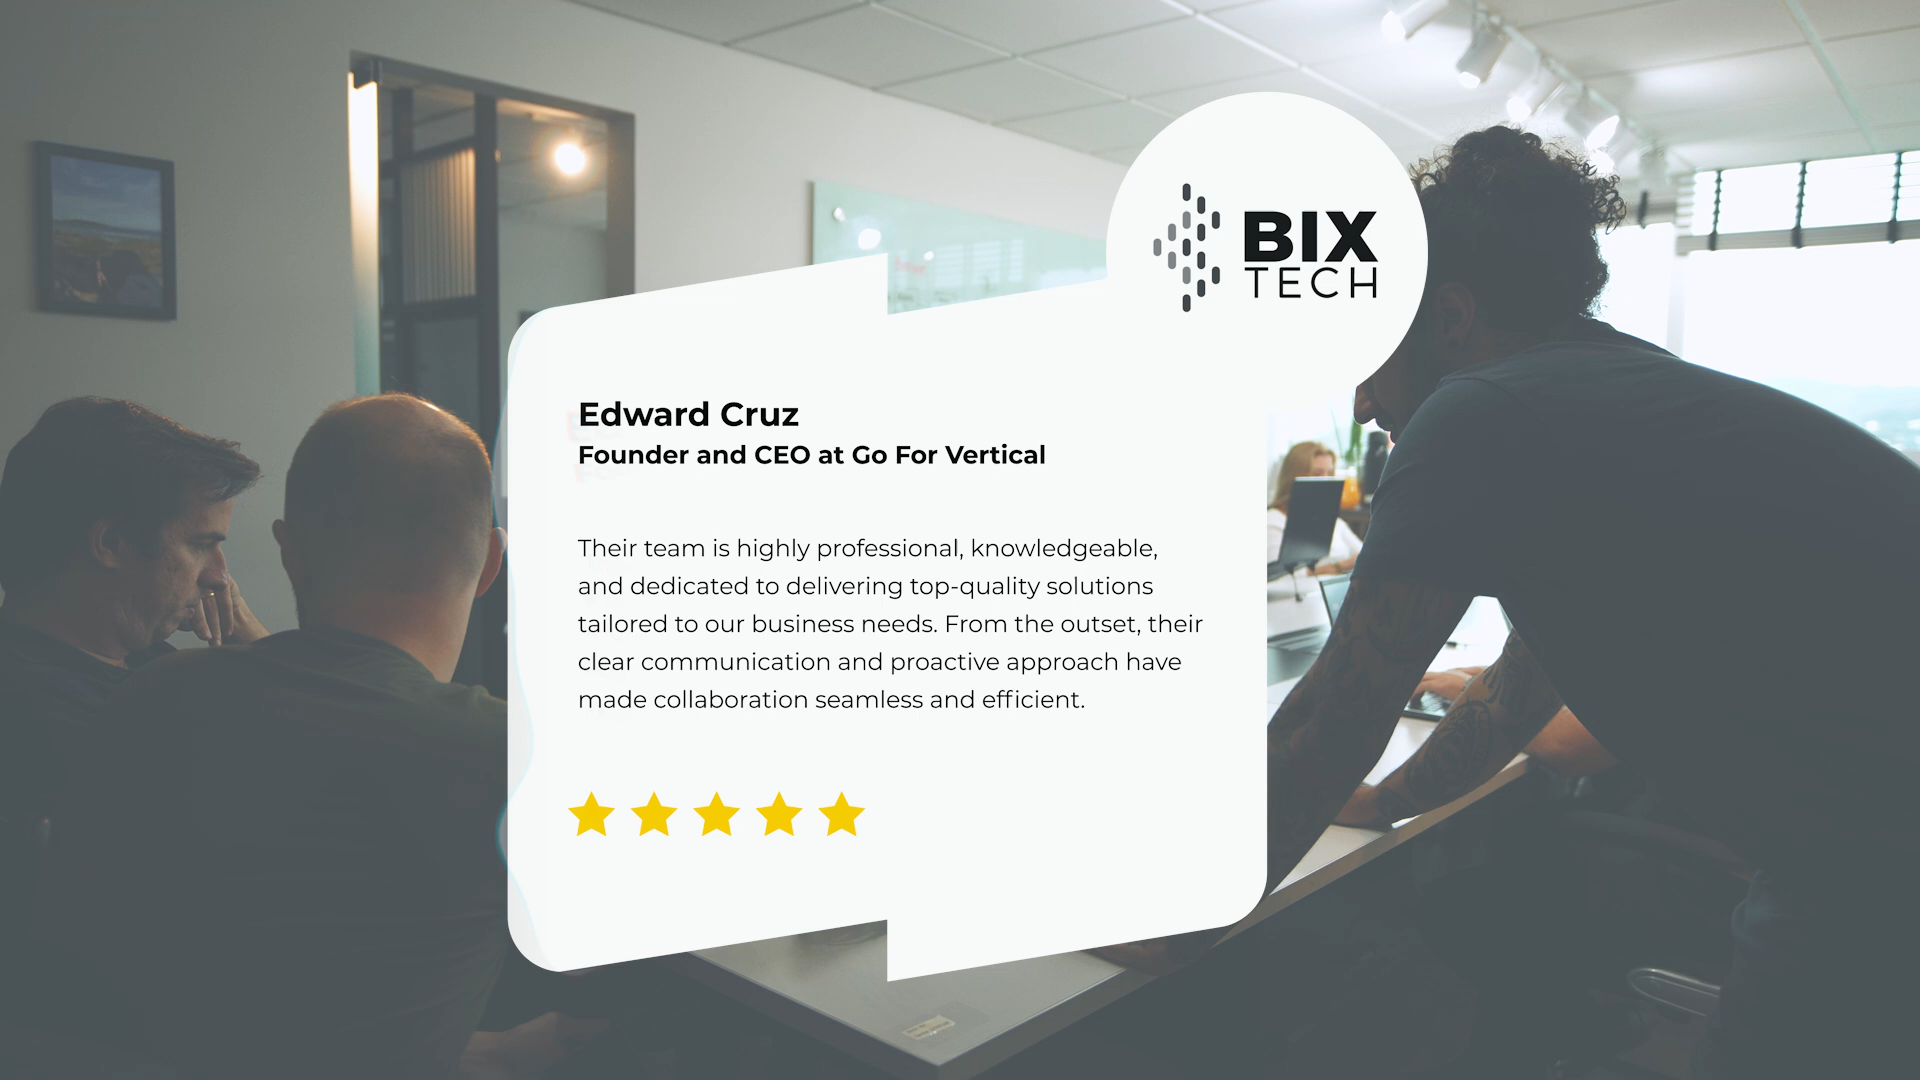 BIX
TECH
Edward Cruz
Founder and CEO at Go For Vertical
Their team is highly professional, knowledgeable,
and dedicated to delivering top-quality solutions
tailored to our business needs. From the outset, their
clear communication and proactive approach have
made collaboration seamless and efficient.